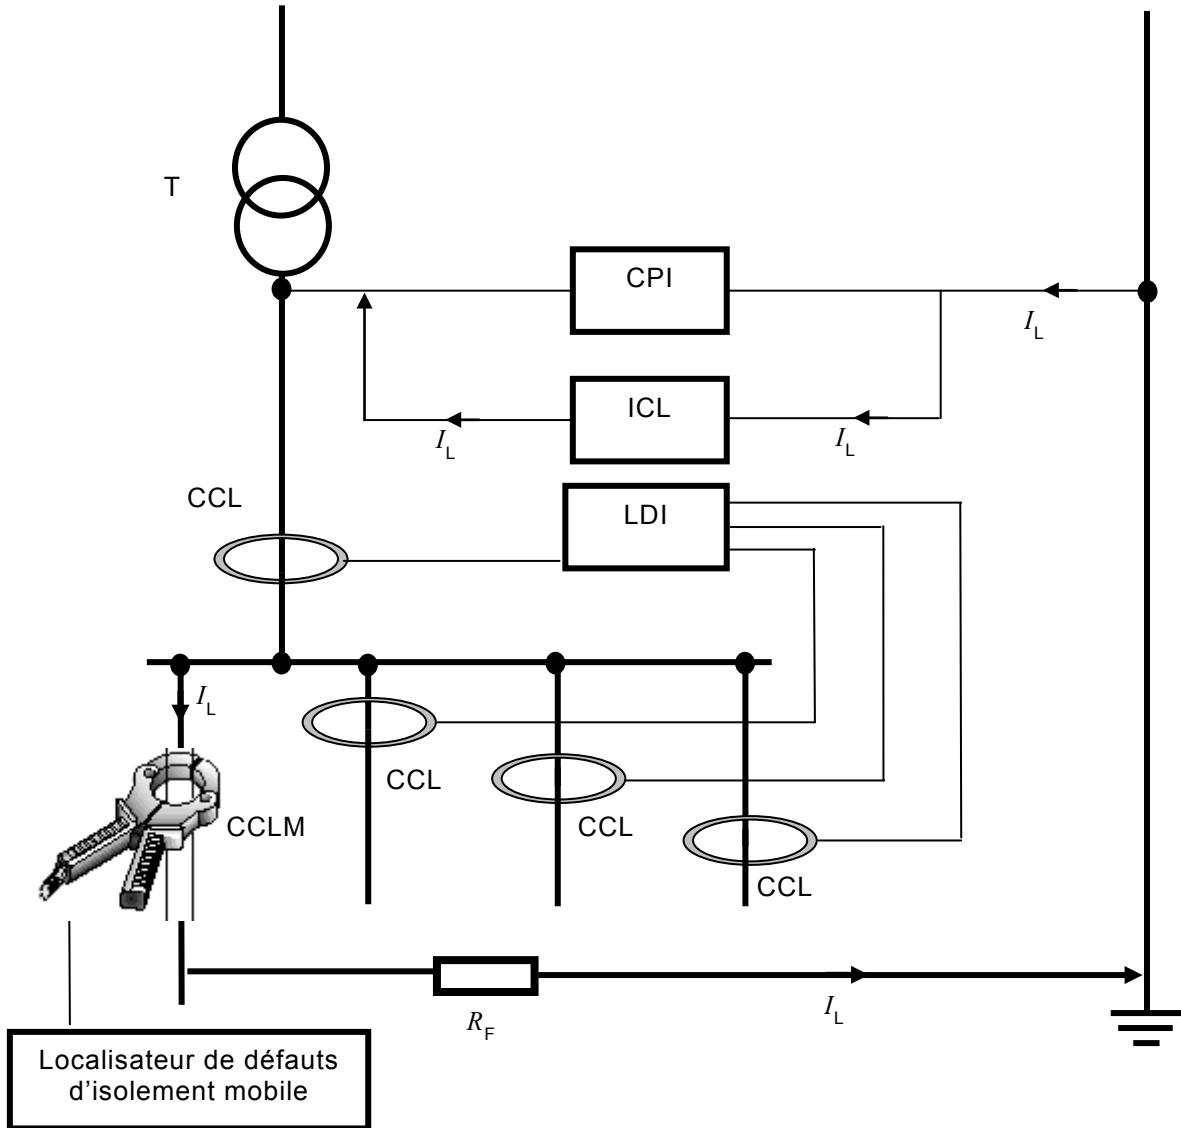 T
CPI
I_L
ICL
I_L
I_L
CCL
LDI
I_L
CCL
CCLM
CCL
CCL
R_F
I_L
Localisateur de défauts
d'isolement mobile